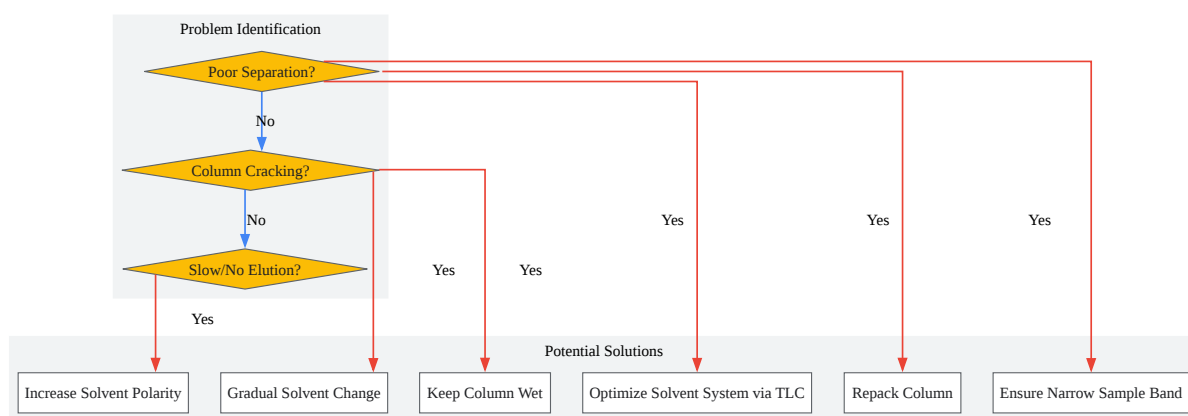 Problem Identification
Poor Separation?
No
Column Cracking?
No
Yes
Yes
Yes
Slow/No Elution?
Yes
Yes
Yes
Potential Solutions
Increase Solvent Polarity
Gradual Solvent Change
Keep Column Wet
Optimize Solvent System via TLC
Repack Column
Ensure Narrow Sample Band